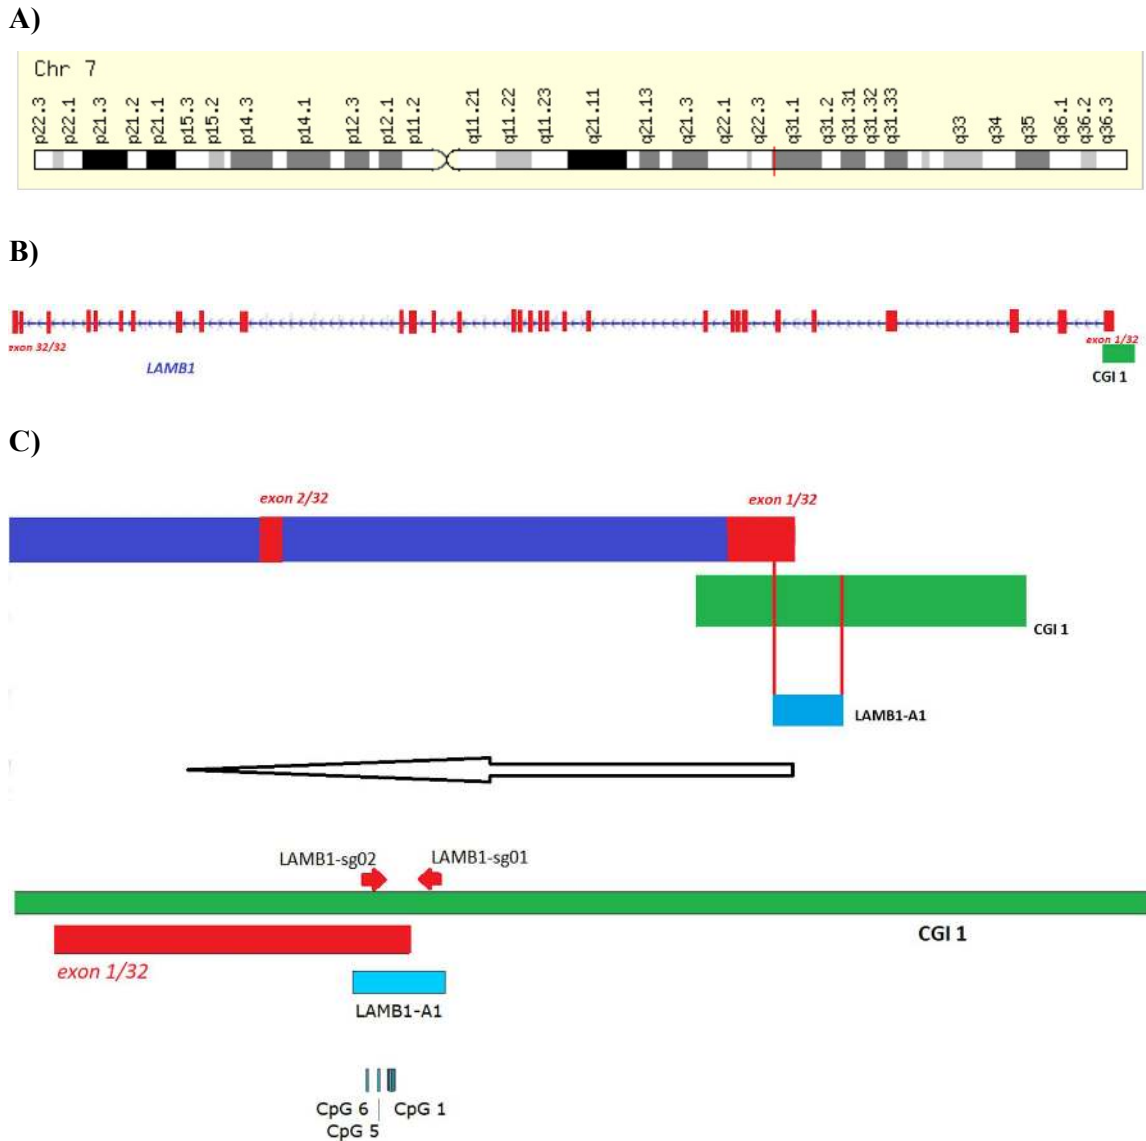 A)
Chr 7
p22.3 p22.1 p21.3 p21.2 p21.1 p15.3 p15.2 p14.3 p14.1 p12.3 p12.1 p11.2 q11.21 q11.22 q11.23 q21.11 q21.13 q21.3 q22.1 q22.3 q31.1 q31.2 q31.31 q31.32 q31.33 q33 q34 q35 q36.1 q36.2 q36.3
B)
exon 32/32 exon 1/32
LAMB1
CGI 1
C)
exon 2/32 exon 1/32
CGI 1
LAMB1-A1
LAMB1-sg02 LAMB1-sg01
CGI 1
exon 1/32
LAMB1-A1
CpG 6 CpG 1
CpG 5